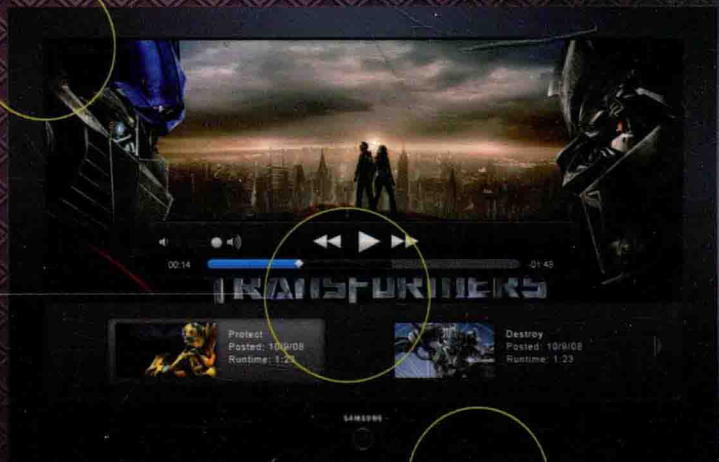 00:14
-01:43
TRANSFORMERS
Protect
Posted: 10/9/08
Runtime: 1:23
Destroy
Posted: 10/9/08
Runtime: 1:23
SAMSUNG